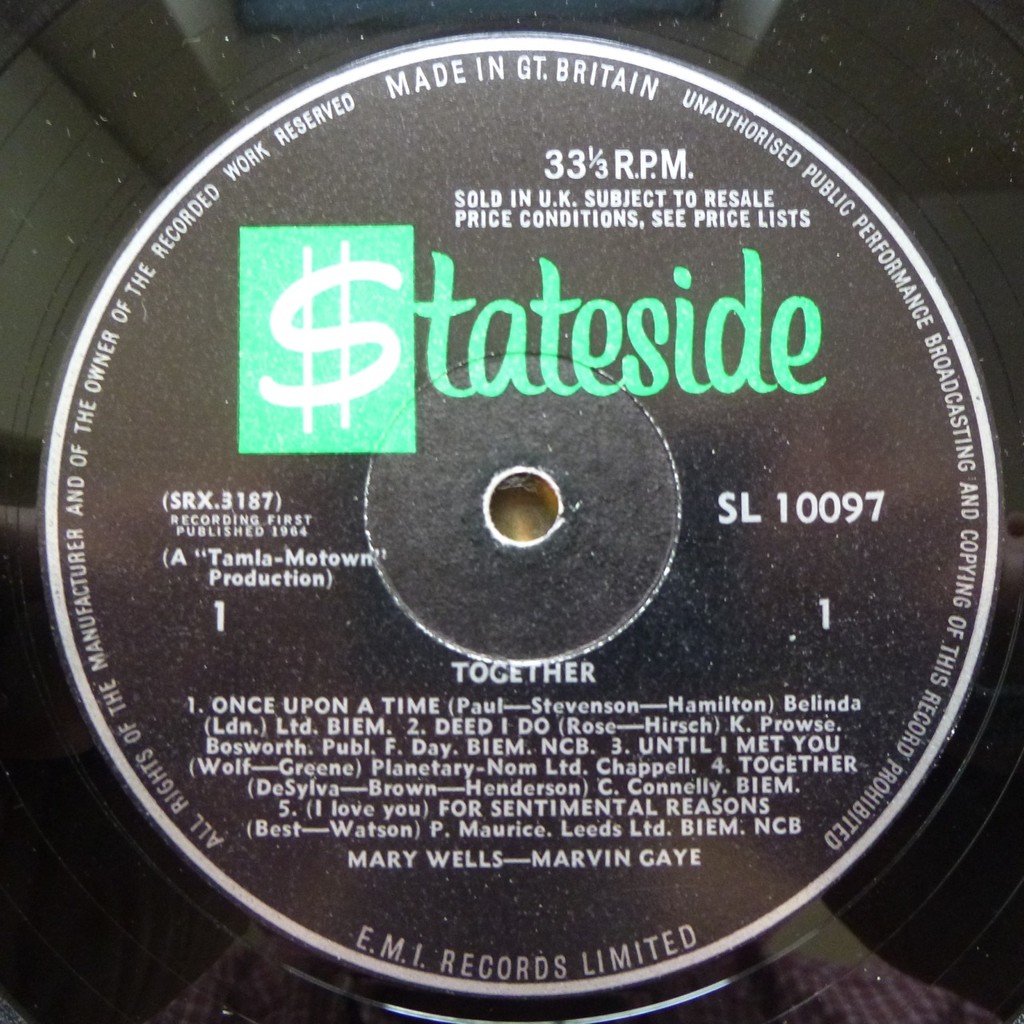 MADE IN GT. BRITAIN
UNAUTHORISED PUBLIC PERFORMANCE BROADCASTING AND COPYING OF THIS RECORD PROHIBITED
ALL RIGHTS OF THE MANUFACTURER AND OF THE OWNER OF THE RECORDED WORK RESERVED
33⅓ R.P.M.
SOLD IN U.K. SUBJECT TO RESALE
PRICE CONDITIONS, SEE PRICE LISTS
$tateside
(SRX.3187)
RECORDING FIRST
PUBLISHED 1964
(A "Tamla-Motown"
Production)
SL 10097
1 1
TOGETHER
1. ONCE UPON A TIME (Paul—Stevenson—Hamilton) Belinda
(Ldn.) Ltd. BIEM. 2. DEED I DO (Rose—Hirsch) K. Prowse.
Bosworth. Publ. F. Day. BIEM. NCB. 3. UNTIL I MET YOU
(Wolf—Greene) Planetary-Nom Ltd. Chappell. 4. TOGETHER
(DeSylva—Brown—Henderson) C. Connelly. BIEM.
5. (I love you) FOR SENTIMENTAL REASONS
(Best—Watson) P. Maurice. Leeds Ltd. BIEM. NCB
MARY WELLS—MARVIN GAYE
E.M.I. RECORDS LIMITED